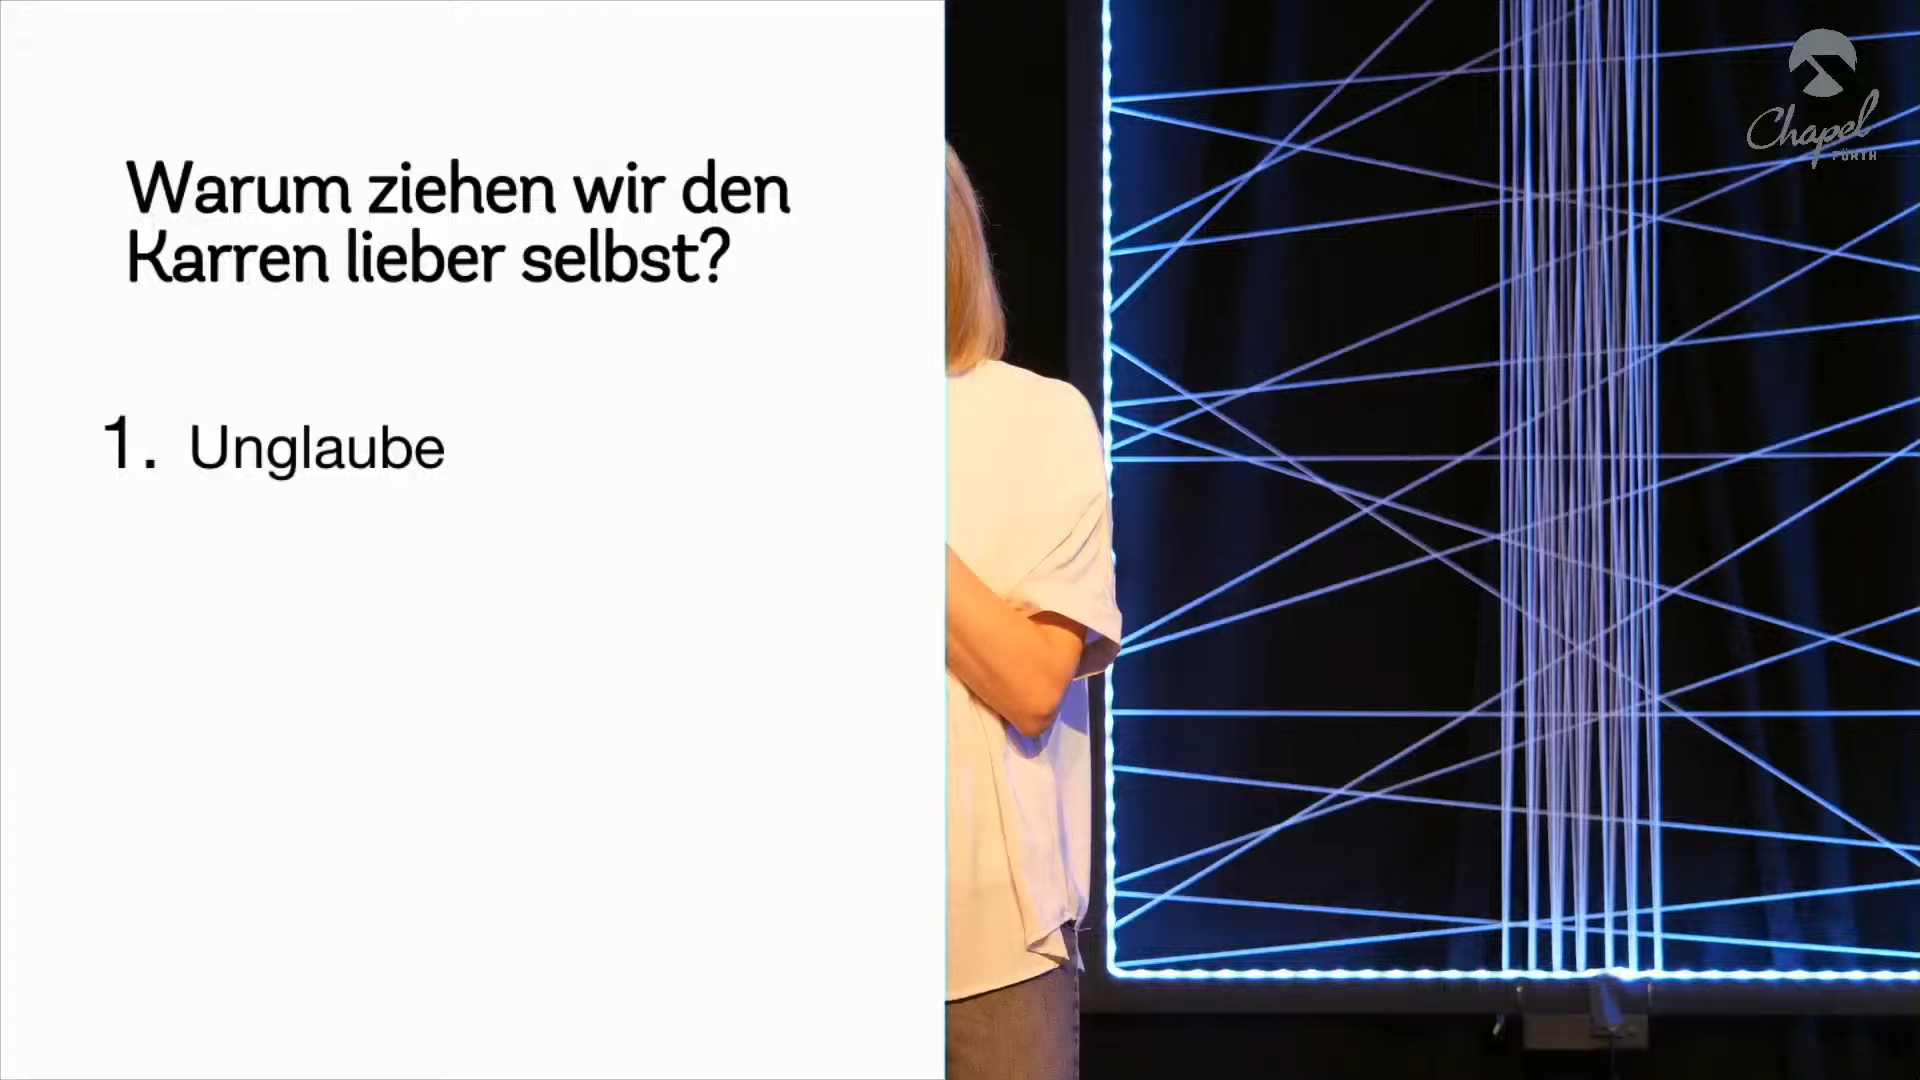 Warum ziehen wir den
Karren lieber selbst?
1. Unglaube
Chapel
FÜRTH